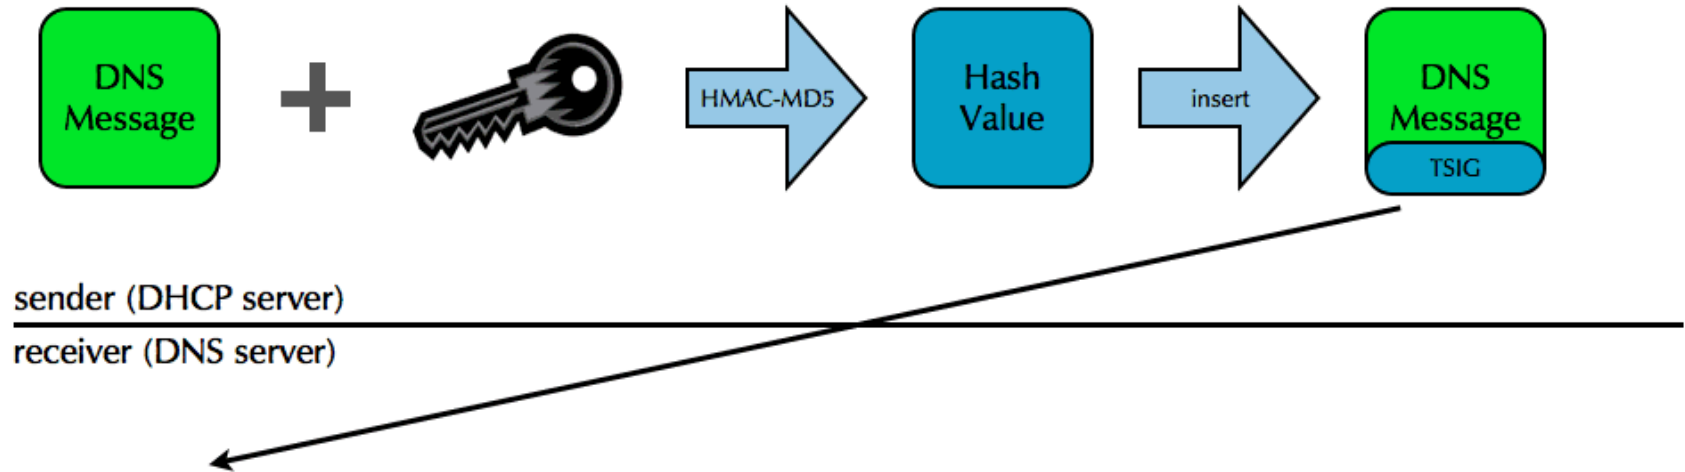 DNS
Message
HMAC-MD5
Hash
Value
insert
DNS
Message
TSIG
sender (DHCP server)
receiver (DNS server)